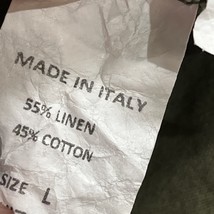 MADE IN ITALY
55% LINEN
45% COTTON
SIZE L